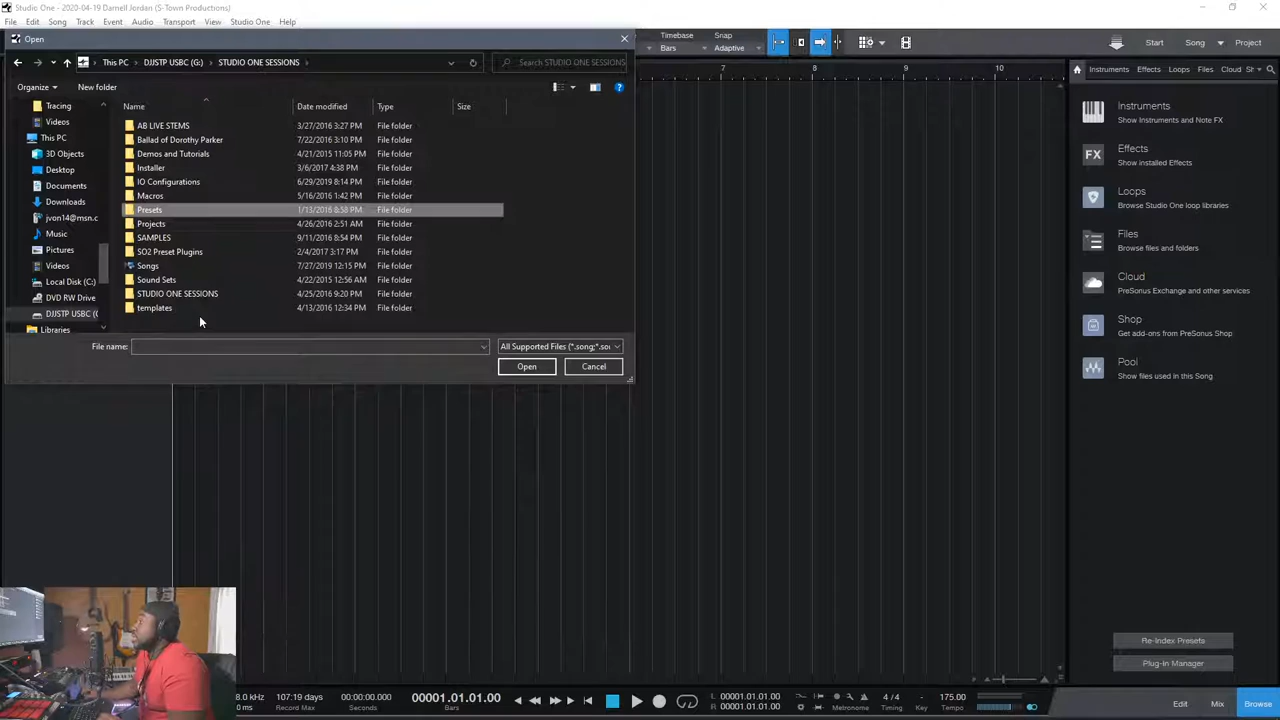 Studio One - 2020-04-19 Darnell Jordan (S-Town Productions)
File Edit Song Track Event Audio Transport View Studio One Help
Open
This PC > DJJSTP USBC (G:) > STUDIO ONE SESSIONS >
Search STUDIO ONE SESSIONS
Organize New folder
Name Date modified Type Size
Tracing
Videos
This PC
3D Objects
Desktop
Documents
Downloads
jvon14@msn.c
Music
Pictures
Videos
Local Disk (C:)
DVD RW Drive
DJJSTP USBC (
Libraries
AB LIVE STEMS 3/27/2016 3:27 PM File folder
Ballad of Dorothy Parker 7/22/2016 3:10 PM File folder
Demos and Tutorials 4/21/2015 11:05 PM File folder
Installer 3/6/2017 4:38 PM File folder
IO Configurations 6/29/2019 8:14 PM File folder
Macros 5/16/2016 1:42 PM File folder
Presets 1/13/2016 8:58 PM File folder
Projects 4/26/2016 2:51 AM File folder
SAMPLES 9/11/2016 8:54 PM File folder
SO2 Preset Plugins 2/4/2017 3:17 PM File folder
Songs 7/27/2019 12:15 PM File folder
Sound Sets 4/22/2015 12:56 AM File folder
STUDIO ONE SESSIONS 4/25/2016 9:20 PM File folder
templates 4/13/2016 12:34 PM File folder
File name:
All Supported Files (*.song;*.so
Open Cancel
Timebase Snap
Bars Adaptive
Start Song Project
7 8 9 10
Instruments Effects Loops Files Cloud Sh
Instruments
Show Instruments and Note FX
FX
Effects
Show installed Effects
Loops
Browse Studio One loop libraries
Files
Browse files and folders
Cloud
PreSonus Exchange and other services
Shop
Get add-ons from PreSonus Shop
Pool
Show files used in this Song
Re-Index Presets
Plug-In Manager
8.0 kHz 107:19 days 00:00:00.000 00001.01.01.00 L 00001.01.01.00 4 / 4 175.00
0 ms Record Max Seconds Bars R 00001.01.01.00 Metronome Timing Key Tempo
Edit Mix Browse